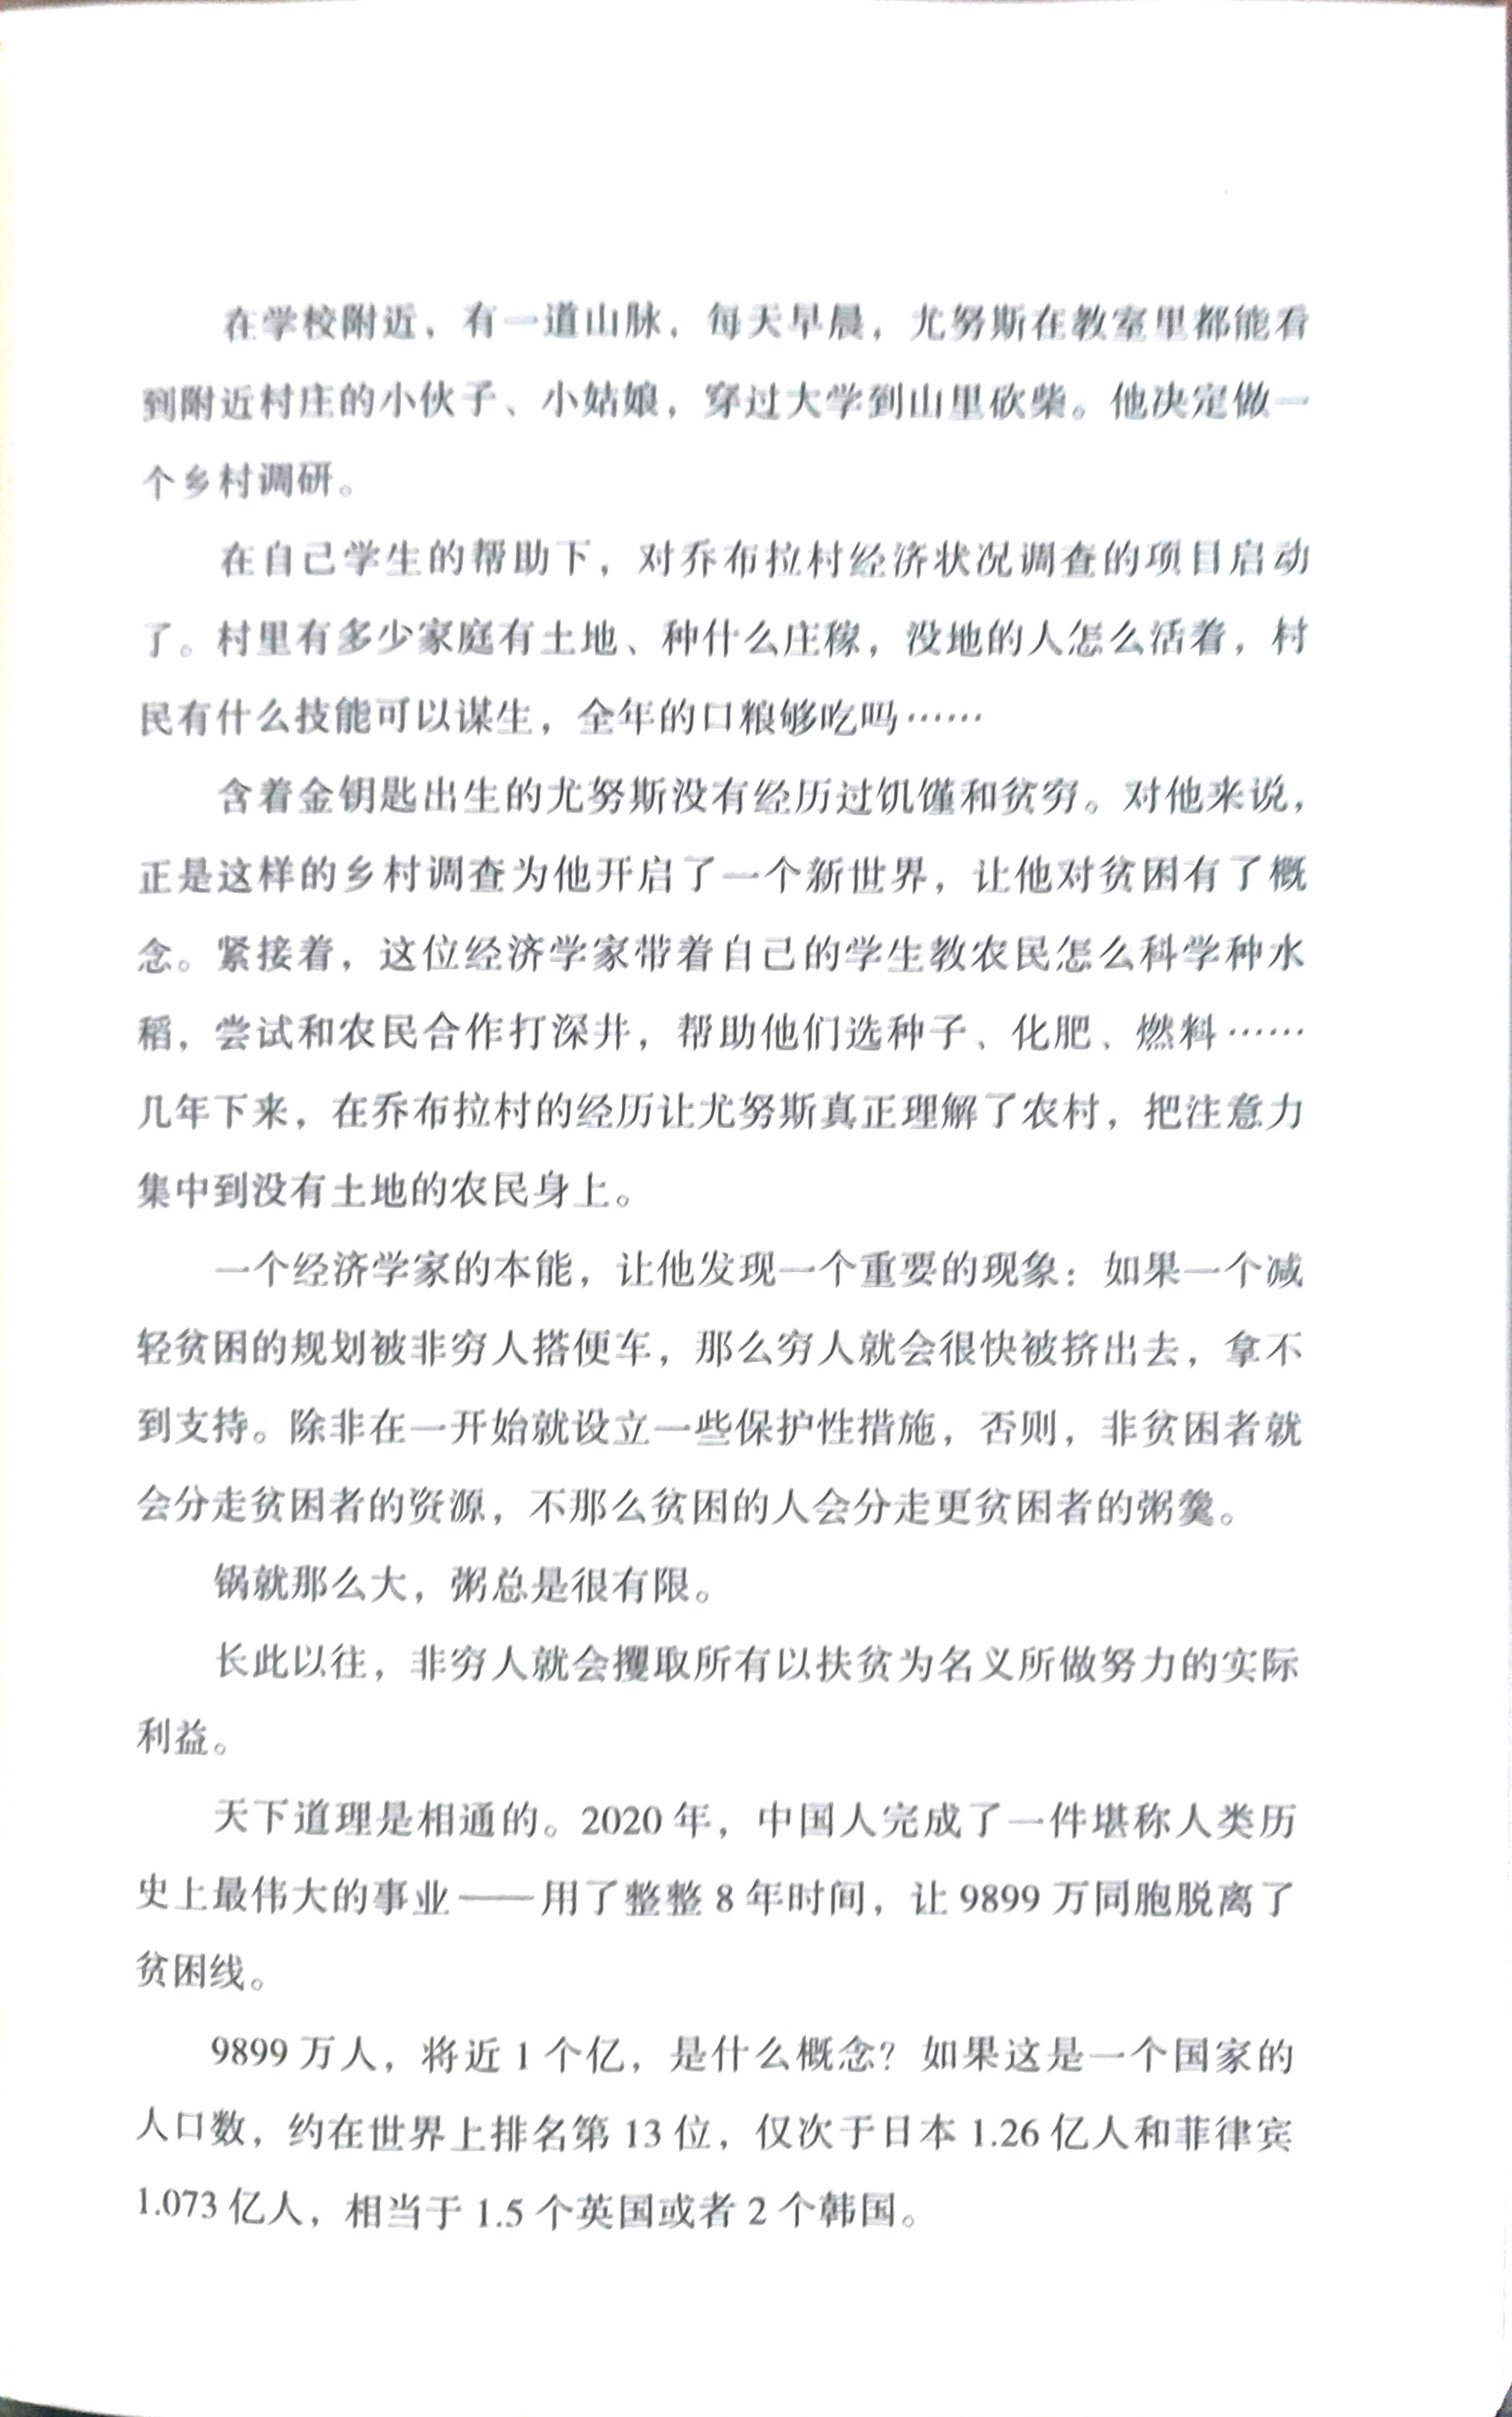 在学校附近，有一道山脉，每天早晨，尤努斯在教室里都能看
到附近村庄的小伙子、小姑娘，穿过大学到山里砍柴。他决定做一
个乡村调研。
在自己学生的帮助下，对乔布拉村经济状况调查的项目启动
了。村里有多少家庭有土地、种什么庄稼，没地的人怎么活着，村
民有什么技能可以谋生，全年的口粮够吃吗……
含着金钥匙出生的尤努斯没有经历过饥馑和贫穷。对他来说，
正是这样的乡村调查为他开启了一个新世界，让他对贫困有了概
念。紧接着，这位经济学家带着自己的学生教农民怎么科学种水
稻，尝试和农民合作打深井，帮助他们选种子、化肥、燃料……
几年下来，在乔布拉村的经历让尤努斯真正理解了农村，把注意力
集中到没有土地的农民身上。
一个经济学家的本能，让他发现一个重要的现象：如果一个减
轻贫困的规划被非穷人搭便车，那么穷人就会很快被挤出去，拿不
到支持。除非在一开始就设立一些保护性措施，否则，非贫困者就
会分走贫困者的资源，不那么贫困的人会分走更贫困者的粥羹。
锅就那么大，粥总是很有限。
长此以往，非穷人就会攫取所有以扶贫为名义所做努力的实际
利益。
天下道理是相通的。2020 年，中国人完成了一件堪称人类历
史上最伟大的事业——用了整整 8 年时间，让 9899 万同胞脱离了
贫困线。
9899 万人，将近 1 个亿，是什么概念？如果这是一个国家的
人口数，约在世界上排名第 13 位，仅次于日本 1.26 亿人和菲律宾
1.073 亿人，相当于 1.5 个英国或者 2 个韩国。